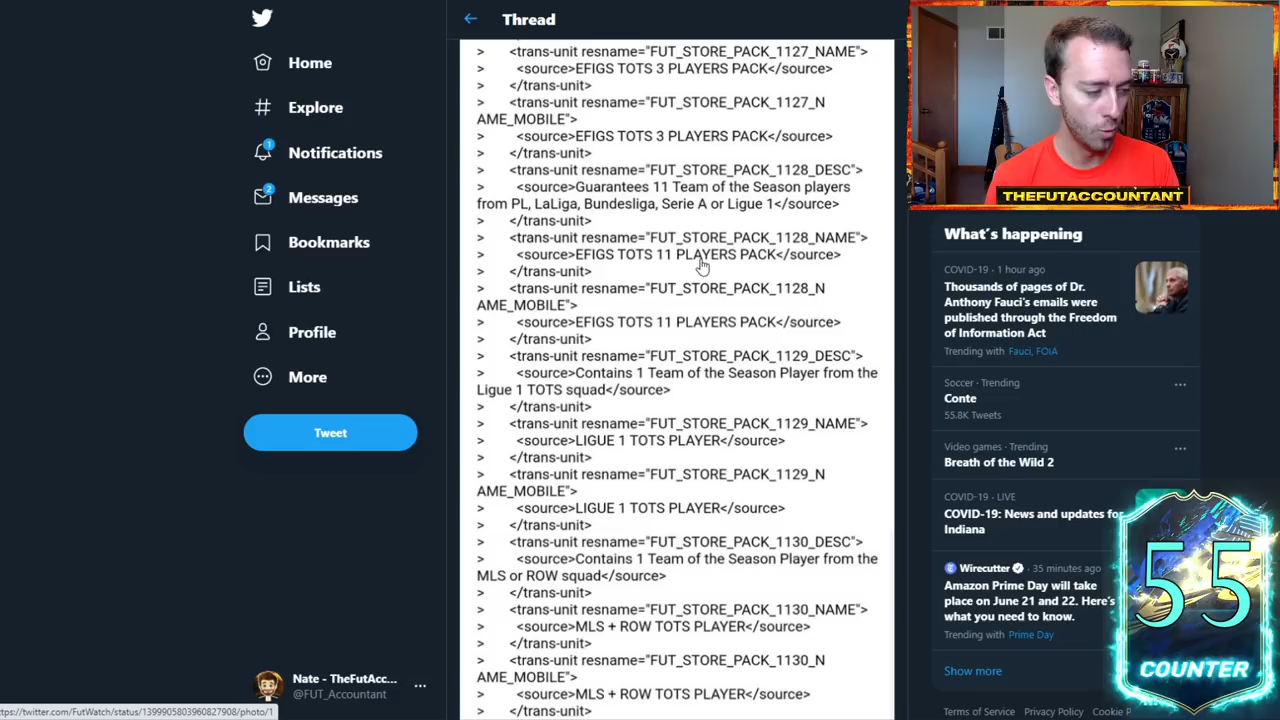 Home
Explore
1
Notifications
2
Messages
Bookmarks
Lists
Profile
More
Tweet
Nate - TheFutAcc...
@FUT_Accountant
ttps://twitter.com/FutWatch/status/1399905803960827908/photo/1
Thread
> <trans-unit resname="FUT_STORE_PACK_1127_NAME">
> <source>EFIGS TOTS 3 PLAYERS PACK</source>
> </trans-unit>
> <trans-unit resname="FUT_STORE_PACK_1127_N
AME_MOBILE">
> <source>EFIGS TOTS 3 PLAYERS PACK</source>
> </trans-unit>
> <trans-unit resname="FUT_STORE_PACK_1128_DESC">
> <source>Guarantees 11 Team of the Season players
from PL, LaLiga, Bundesliga, Serie A or Ligue 1</source>
> </trans-unit>
> <trans-unit resname="FUT_STORE_PACK_1128_NAME">
> <source>EFIGS TOTS 11 PLAYERS PACK</source>
> </trans-unit>
> <trans-unit resname="FUT_STORE_PACK_1128_N
AME_MOBILE">
> <source>EFIGS TOTS 11 PLAYERS PACK</source>
> </trans-unit>
> <trans-unit resname="FUT_STORE_PACK_1129_DESC">
> <source>Contains 1 Team of the Season Player from the
Ligue 1 TOTS squad</source>
> </trans-unit>
> <trans-unit resname="FUT_STORE_PACK_1129_NAME">
> <source>LIGUE 1 TOTS PLAYER</source>
> </trans-unit>
> <trans-unit resname="FUT_STORE_PACK_1129_N
AME_MOBILE">
> <source>LIGUE 1 TOTS PLAYER</source>
> </trans-unit>
> <trans-unit resname="FUT_STORE_PACK_1130_DESC">
> <source>Contains 1 Team of the Season Player from the
MLS or ROW squad</source>
> </trans-unit>
> <trans-unit resname="FUT_STORE_PACK_1130_NAME">
> <source>MLS + ROW TOTS PLAYER</source>
> </trans-unit>
> <trans-unit resname="FUT_STORE_PACK_1130_N
AME_MOBILE">
> <source>MLS + ROW TOTS PLAYER</source>
> </trans-unit>
THEFUTACCOUNTANT
What's happening
COVID-19 · 1 hour ago
Thousands of pages of Dr.
Anthony Fauci's emails were
published through the Freedom
of Information Act
Trending with Fauci, FOIA
Soccer · Trending
Conte
55.8K Tweets
Video games · Trending
Breath of the Wild 2
COVID-19 · LIVE
COVID-19: News and updates for
Indiana
Wirecutter · 35 minutes ago
Amazon Prime Day will take
place on June 21 and 22. Here's
what you need to know.
Trending with Prime Day
Show more
Terms of Service Privacy Policy Cookie P
55
COUNTER